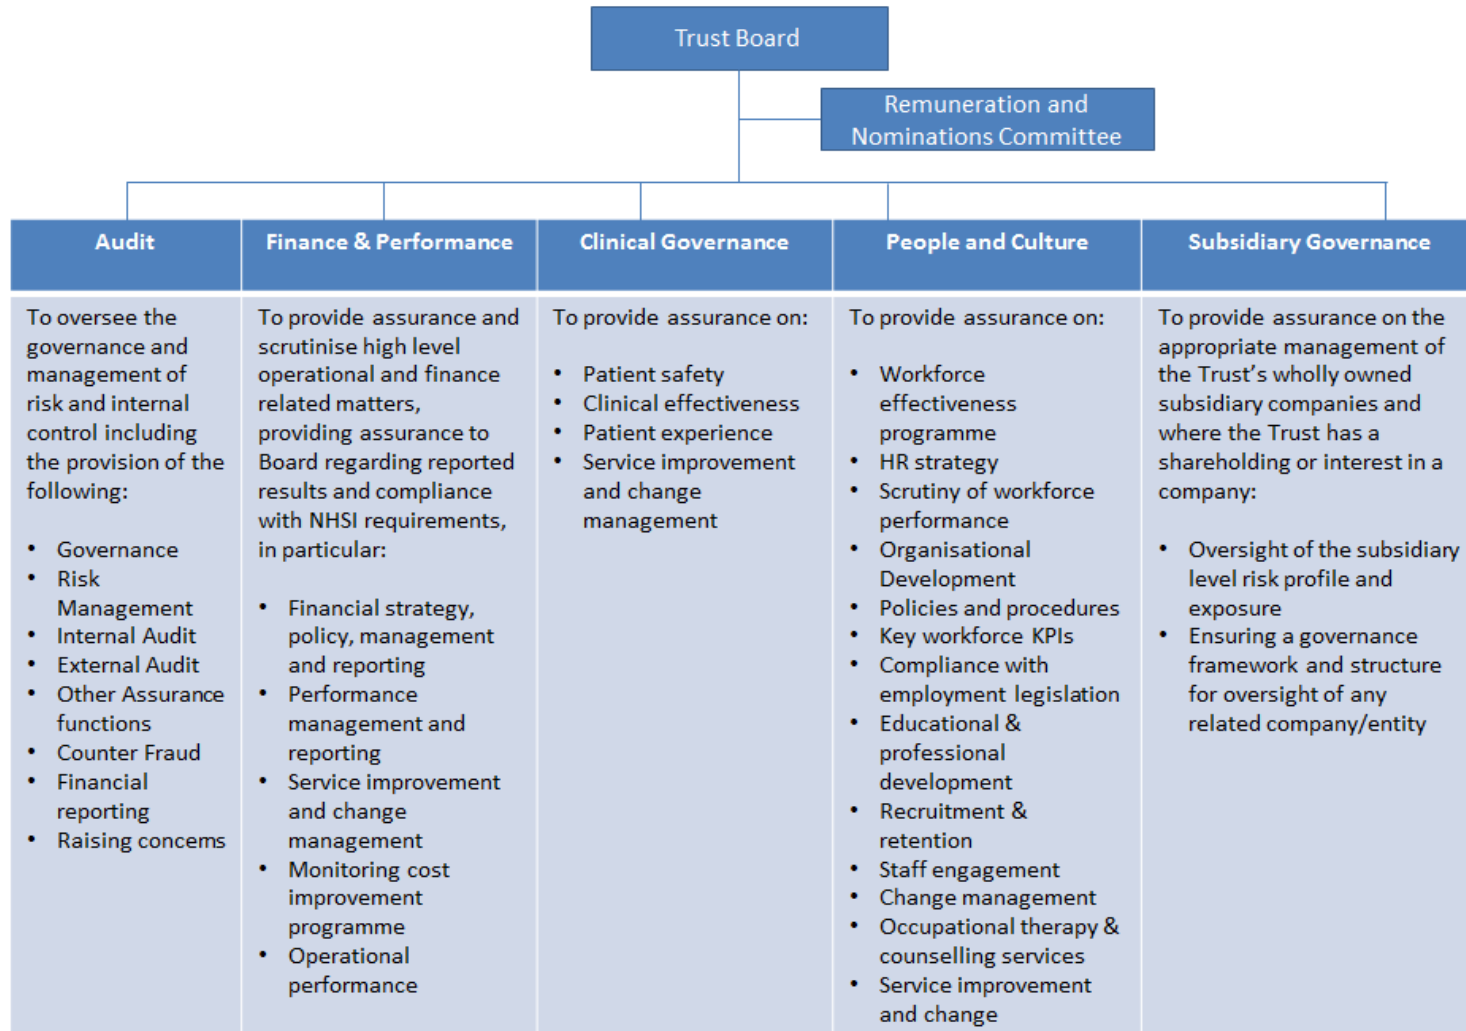 Trust Board
Remuneration and
Nominations Committee
Audit
Finance & Performance
Clinical Governance
People and Culture
Subsidiary Governance
To oversee the
governance and
management of
risk and internal
control including
the provision of the
following:
• Governance
• Risk
Management
• Internal Audit
• External Audit
• Other Assurance
functions
• Counter Fraud
• Financial
reporting
• Raising concerns
To provide assurance and
scrutinise high level
operational and finance
related matters,
providing assurance to
Board regarding reported
results and compliance
with NHSI requirements,
in particular:
• Financial strategy,
policy, management
and reporting
• Performance
management and
reporting
• Service improvement
and change
management
• Monitoring cost
improvement
programme
• Operational
performance
To provide assurance on:
• Patient safety
• Clinical effectiveness
• Patient experience
• Service improvement
and change
management
To provide assurance on:
• Workforce
effectiveness
programme
• HR strategy
• Scrutiny of workforce
performance
• Organisational
Development
• Policies and procedures
• Key workforce KPIs
• Compliance with
employment legislation
• Educational &
professional
development
• Recruitment &
retention
• Staff engagement
• Change management
• Occupational therapy &
counselling services
• Service improvement
and change
To provide assurance on the
appropriate management of
the Trust's wholly owned
subsidiary companies and
where the Trust has a
shareholding or interest in a
company:
• Oversight of the subsidiary
level risk profile and
exposure
• Ensuring a governance
framework and structure
for oversight of any
related company/entity